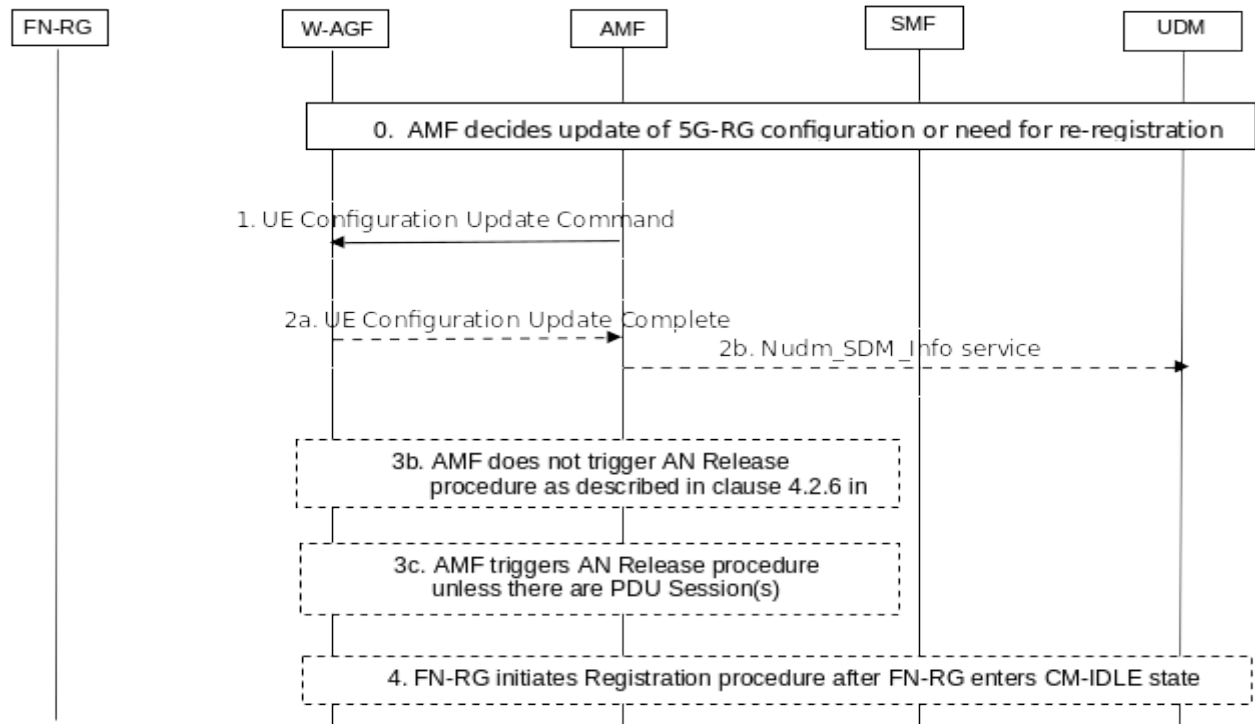 FN-RG
W-AGF
AMF
SMF
UDM
0. AMF decides update of 5G-RG configuration or need for re-registration
1. UE Configuration Update Command
2a. UE Configuration Update Complete
2b. Nudm_SDM_Info service
3b. AMF does not trigger AN Release
procedure as described in clause 4.2.6 in
3c. AMF triggers AN Release procedure
unless there are PDU Session(s)
4. FN-RG initiates Registration procedure after FN-RG enters CM-IDLE state